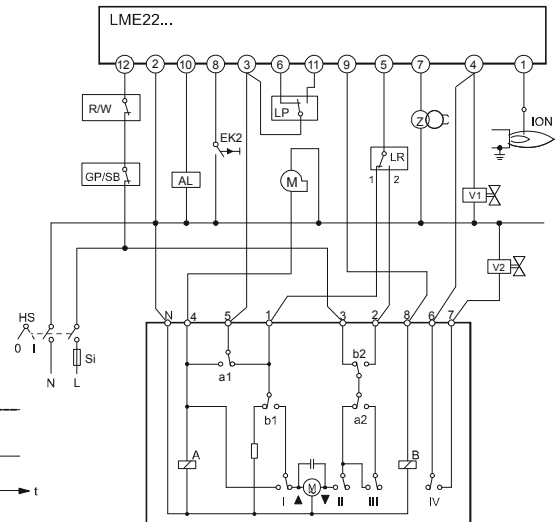 LME22...
12 2 10 8 3 6 11 9 5 7 4 1
R/W
LP
Z
ION
EK2
LR
GP/SB
AL
M
1 2
V1
V2
HS
0 I
Si
N L
N 4 5 1 3 2 8 6 7
a1
b2
b1
a2
A
B
I M II III IV
t